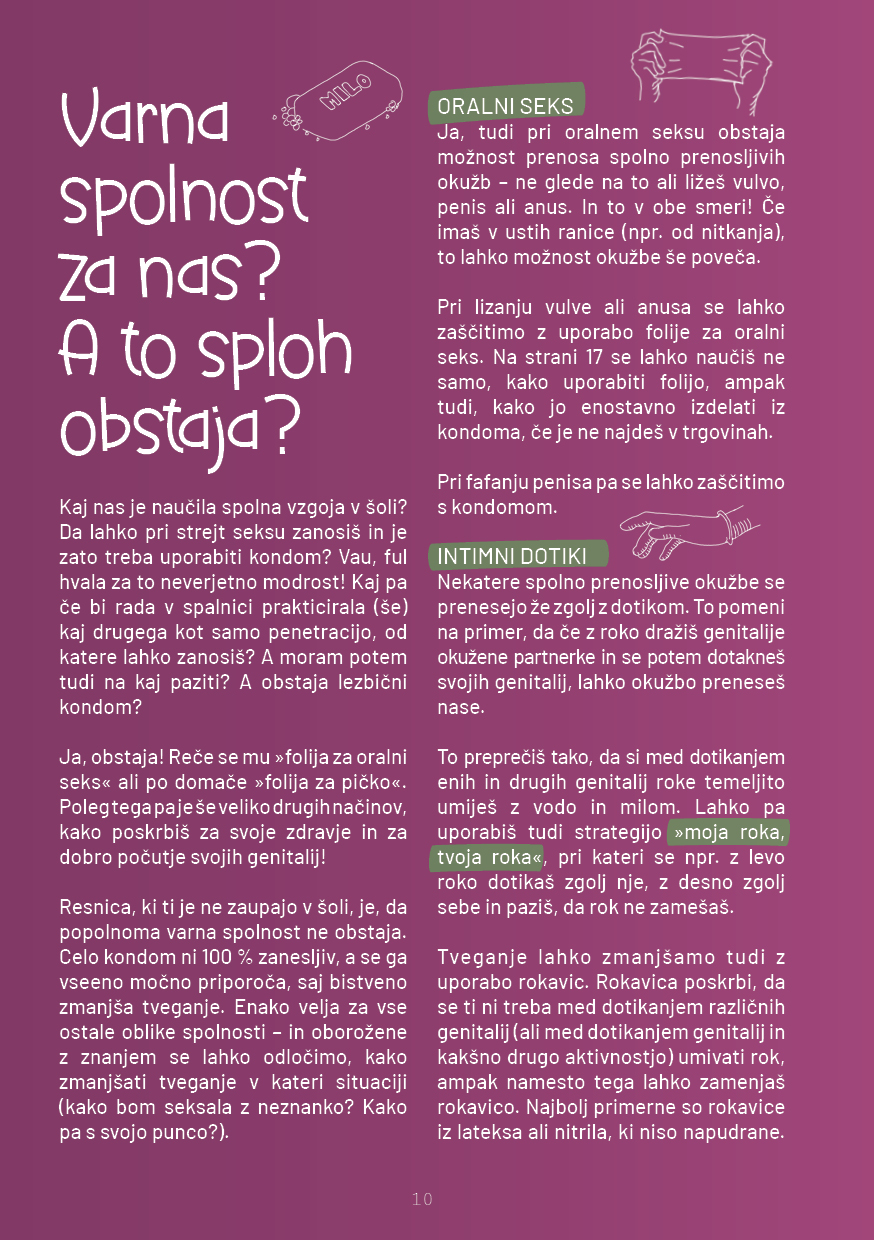 Varna
spolnost
za nas?
A to sploh
obstaja?
MILO
Kaj nas je naučila spolna vzgoja v šoli?
Da lahko pri strejt seksu zanosiš in je
zato treba uporabiti kondom? Vau, ful
hvala za to neverjetno modrost! Kaj pa
če bi rada v spalnici prakticirala (še)
kaj drugega kot samo penetracijo, od
katere lahko zanosiš? A moram potem
tudi na kaj paziti? A obstaja lezbični
kondom?
Ja, obstaja! Reče se mu »folija za oralni
seks« ali po domače »folija za pičko«.
Poleg tega pa je še veliko drugih načinov,
kako poskrbiš za svoje zdravje in za
dobro počutje svojih genitalij!
Resnica, ki ti je ne zaupajo v šoli, je, da
popolnoma varna spolnost ne obstaja.
Celo kondom ni 100 % zanesljiv, a se ga
vseeno močno priporoča, saj bistveno
zmanjša tveganje. Enako velja za vse
ostale oblike spolnosti – in oborožene
z znanjem se lahko odločimo, kako
zmanjšati tveganje v kateri situaciji
(kako bom seksala z neznanko? Kako
pa s svojo punco?).
ORALNI SEKS
Ja, tudi pri oralnem seksu obstaja
možnost prenosa spolno prenosljivih
okužb – ne glede na to ali ližeš vulvo,
penis ali anus. In to v obe smeri! Če
imaš v ustih ranice (npr. od nitkanja),
to lahko možnost okužbe še poveča.
Pri lizanju vulve ali anusa se lahko
zaščitimo z uporabo folije za oralni
seks. Na strani 17 se lahko naučiš ne
samo, kako uporabiti folijo, ampak
tudi, kako jo enostavno izdelati iz
kondoma, če je ne najdeš v trgovinah.
Pri fafanju penisa pa se lahko zaščitimo
s kondomom.
INTIMNI DOTIKI
Nekatere spolno prenosljive okužbe se
prenesejo že zgolj z dotikom. To pomeni
na primer, da če z roko dražiš genitalije
okužene partnerke in se potem dotakneš
svojih genitalij, lahko okužbo preneseš
nase.
To preprečiš tako, da si med dotikanjem
enih in drugih genitalij roke temeljito
umiješ z vodo in milom. Lahko pa
uporabiš tudi strategijo »moja roka,
tvoja roka«, pri kateri se npr. z levo
roko dotikaš zgolj nje, z desno zgolj
sebe in paziš, da rok ne zamešaš.
Tveganje lahko zmanjšamo tudi z
uporabo rokavic. Rokavica poskrbi, da
se ti ni treba med dotikanjem različnih
genitalij (ali med dotikanjem genitalij in
kakšno drugo aktivnostjo) umivati rok,
ampak namesto tega lahko zamenjaš
rokavico. Najbolj primerne so rokavice
iz lateksa ali nitrila, ki niso napudrane.
10